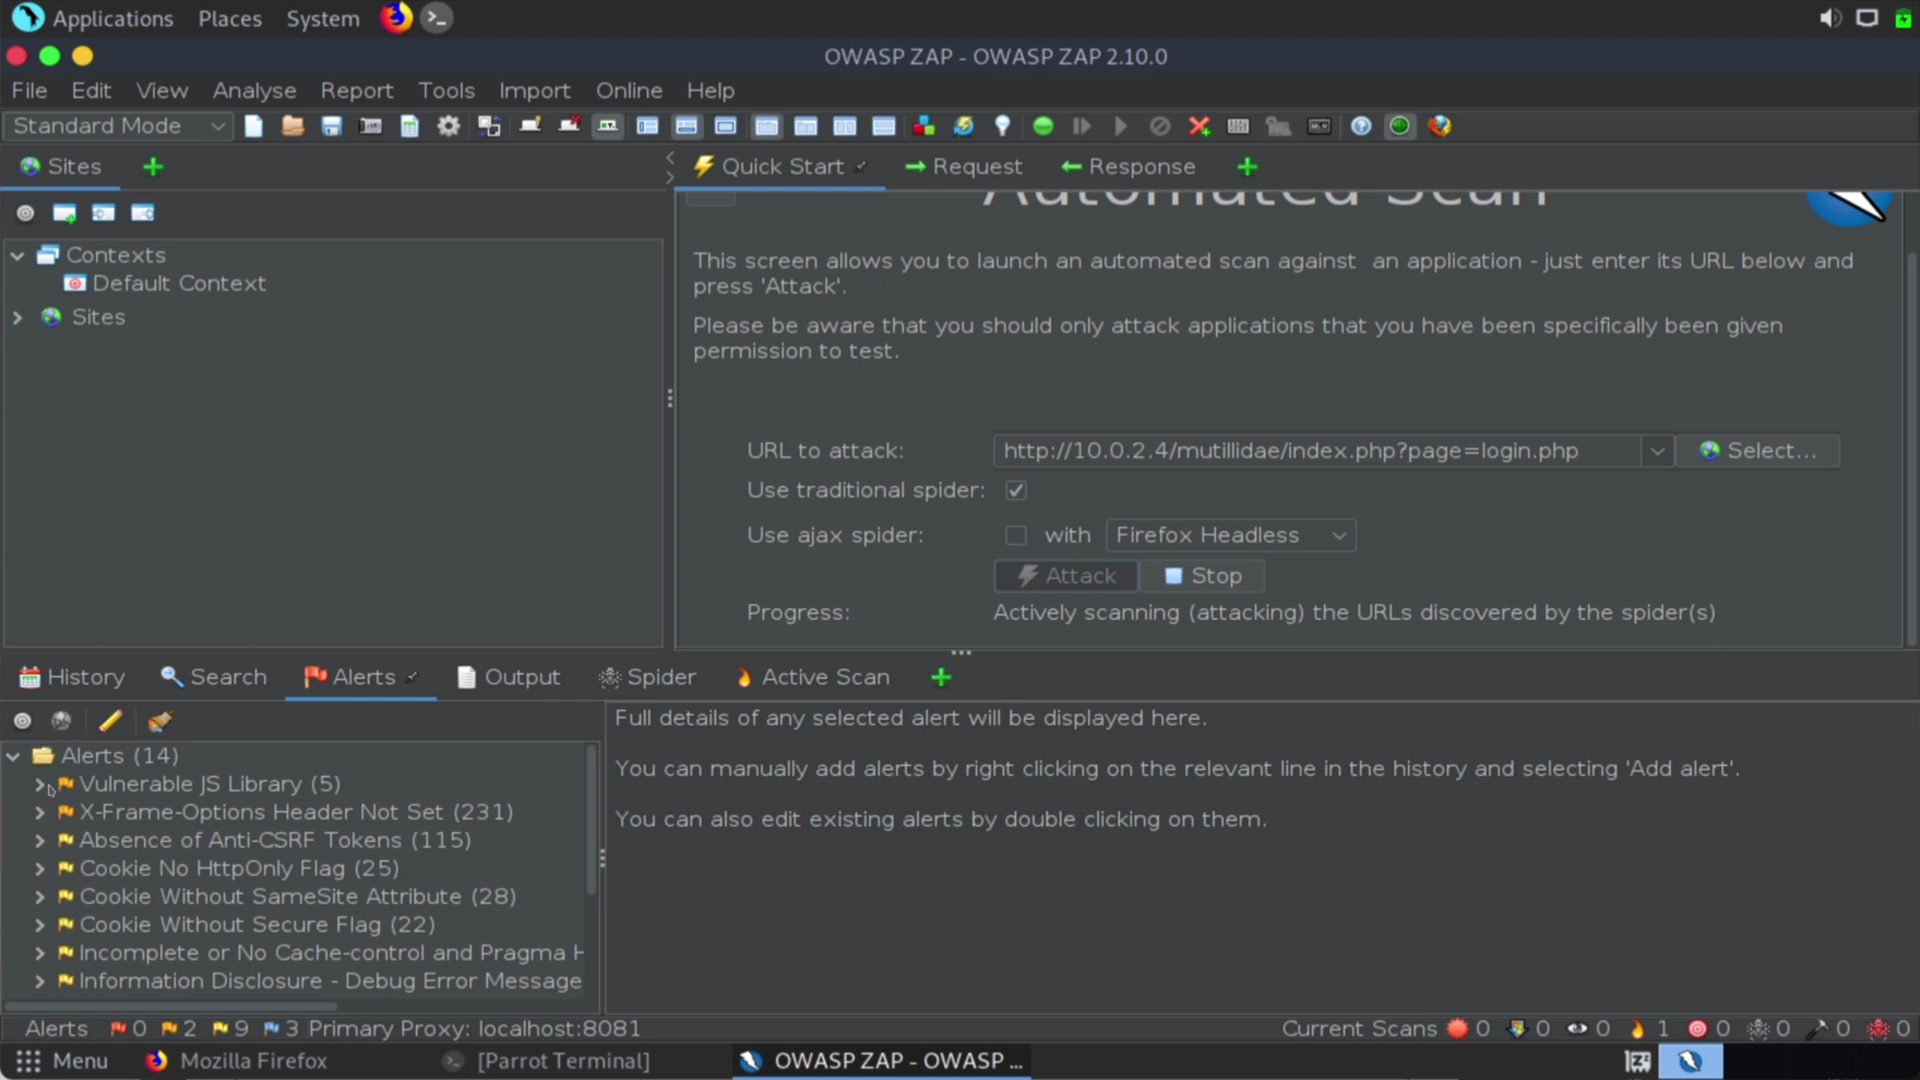 Applications Places System
OWASP ZAP - OWASP ZAP 2.10.0
File Edit View Analyse Report Tools Import Online Help
Standard Mode
Sites
Quick Start Request Response
Automated Scan
This screen allows you to launch an automated scan against an application - just enter its URL below and
press 'Attack'.
Please be aware that you should only attack applications that you have been specifically been given
permission to test.
Contexts
Default Context
Sites
URL to attack: http://10.0.2.4/mutillidae/index.php?page=login.php Select...
Use traditional spider:
Use ajax spider: with Firefox Headless
Attack Stop
Progress: Actively scanning (attacking) the URLs discovered by the spider(s)
History Search Alerts Output Spider Active Scan
Alerts (14)
Vulnerable JS Library (5)
X-Frame-Options Header Not Set (231)
Absence of Anti-CSRF Tokens (115)
Cookie No HttpOnly Flag (25)
Cookie Without SameSite Attribute (28)
Cookie Without Secure Flag (22)
Incomplete or No Cache-control and Pragma H
Information Disclosure - Debug Error Message
Full details of any selected alert will be displayed here.
You can manually add alerts by right clicking on the relevant line in the history and selecting 'Add alert'.
You can also edit existing alerts by double clicking on them.
Alerts 0 2 9 3 Primary Proxy: localhost:8081
Current Scans 0 0 0 1 0 0 0 0
Menu Mozilla Firefox [Parrot Terminal] OWASP ZAP - OWASP ...